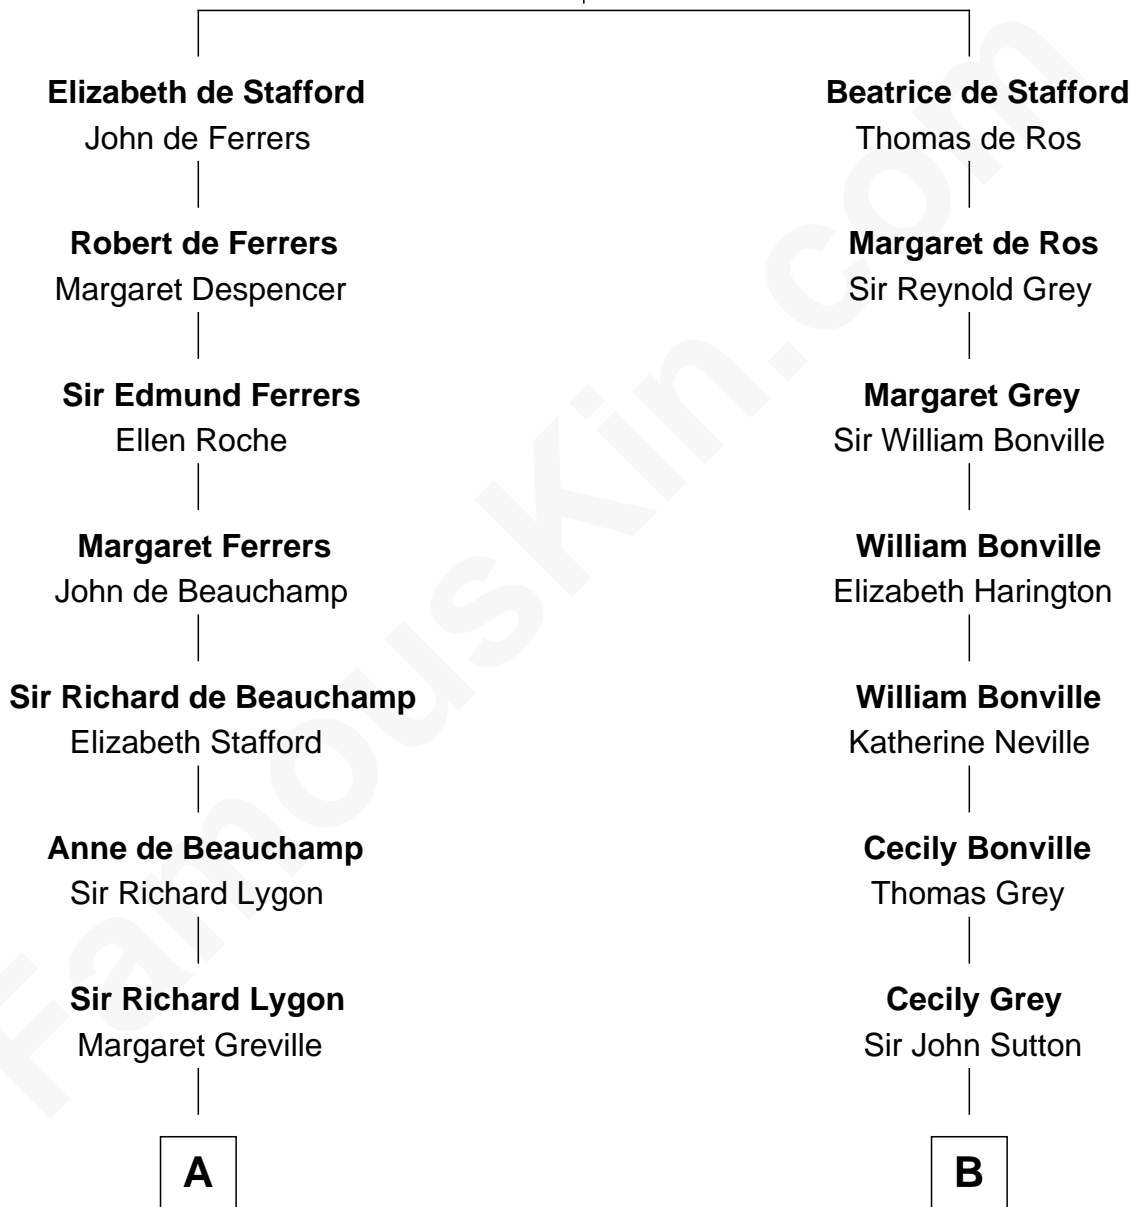 Elizabeth de Stafford
John de Ferrers
Robert de Ferrers
Margaret Despencer
Sir Edmund Ferrers
Ellen Roche
Margaret Ferrers
John de Beauchamp
Sir Richard de Beauchamp
Elizabeth Stafford
Anne de Beauchamp
Sir Richard Lygon
Sir Richard Lygon
Margaret Greville
A
Beatrice de Stafford
Thomas de Ros
Margaret de Ros
Sir Reynold Grey
Margaret Grey
Sir William Bonville
William Bonville
Elizabeth Harington
William Bonville
Katherine Neville
Cecily Bonville
Thomas Grey
Cecily Grey
Sir John Sutton
B
FamousKin.com